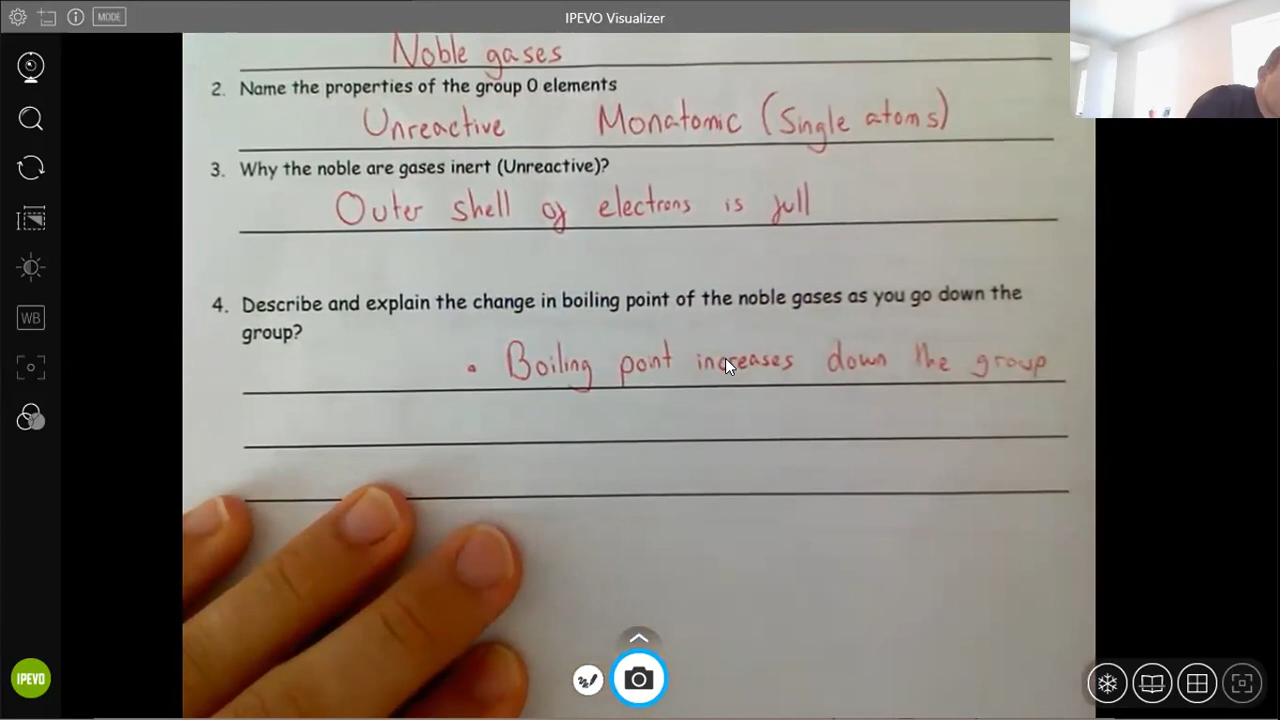 IPEVO Visualizer
MODE
Noble gases
2. Name the properties of the group 0 elements
Unreactive Monatomic (Single atoms)
3. Why the noble are gases inert (Unreactive)?
Outer shell of electrons is full
4. Describe and explain the change in boiling point of the noble gases as you go down the
group?
• Boiling point increases down the group
WB
IPEVO